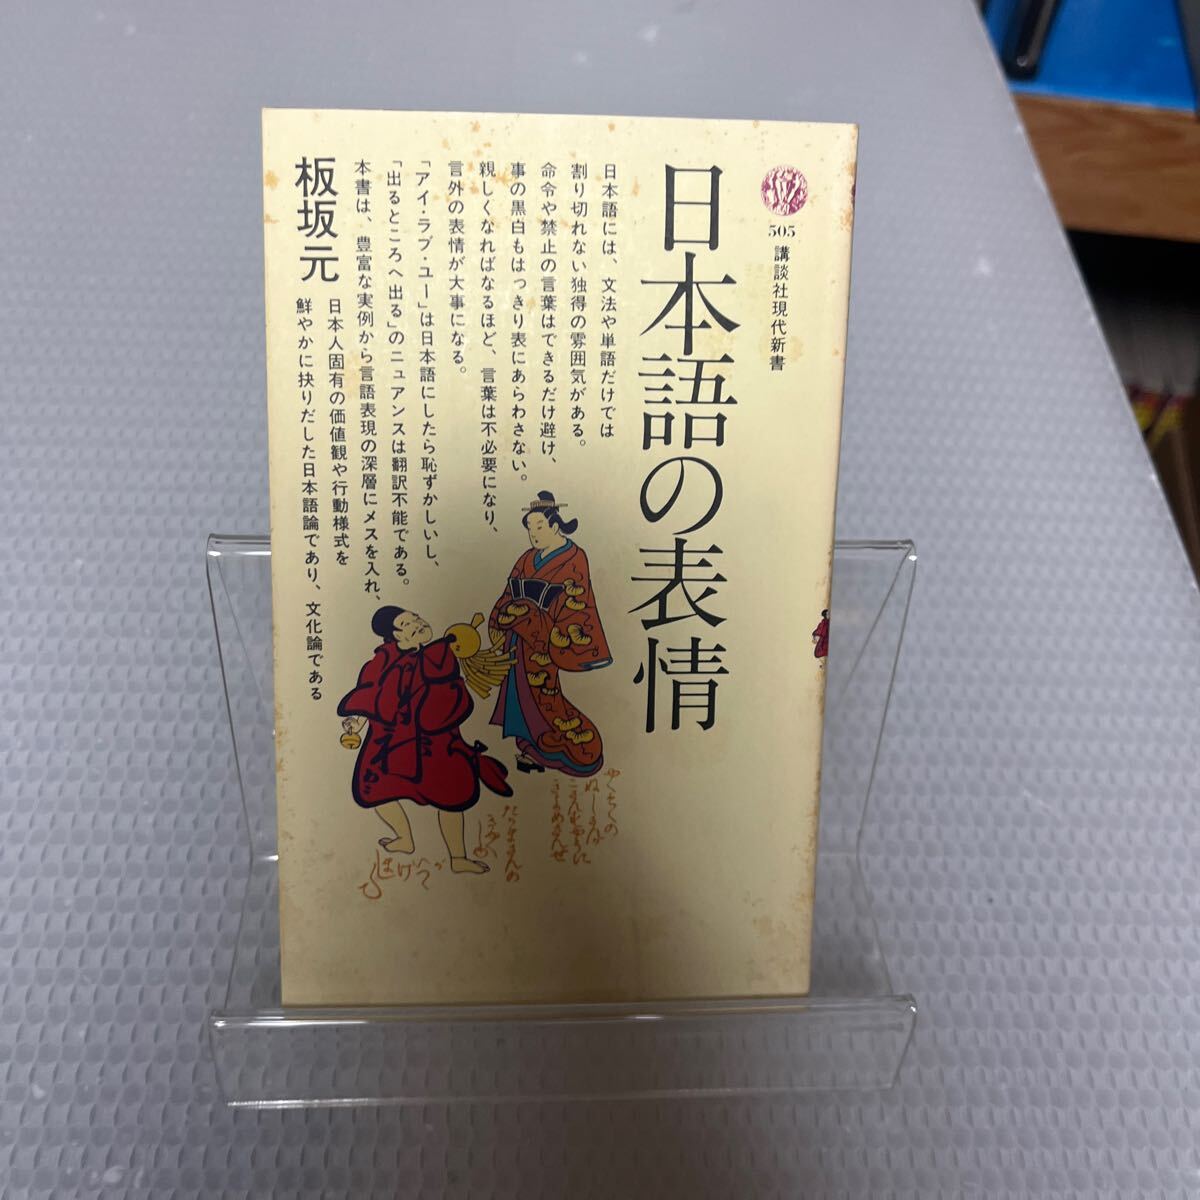 505
講談社現代新書
日本語の表情
日本語には、文法や単語だけでは
割り切れない独得の雰囲気がある。
命令や禁止の言葉はできるだけ避け、
事の黒白もはっきり表にあらわさない。
親しくなればなるほど、言葉は不必要になり、
言外の表情が大事になる。
「アイ・ラブ・ユー」は日本語にしたら恥ずかしいし、
「出るところへ出る」のニュアンスは翻訳不能である。
本書は、豊富な実例から言語表現の深層にメスを入れ、
日本人固有の価値観や行動様式を
鮮やかに抉りだした日本語論であり、文化論である
板坂元